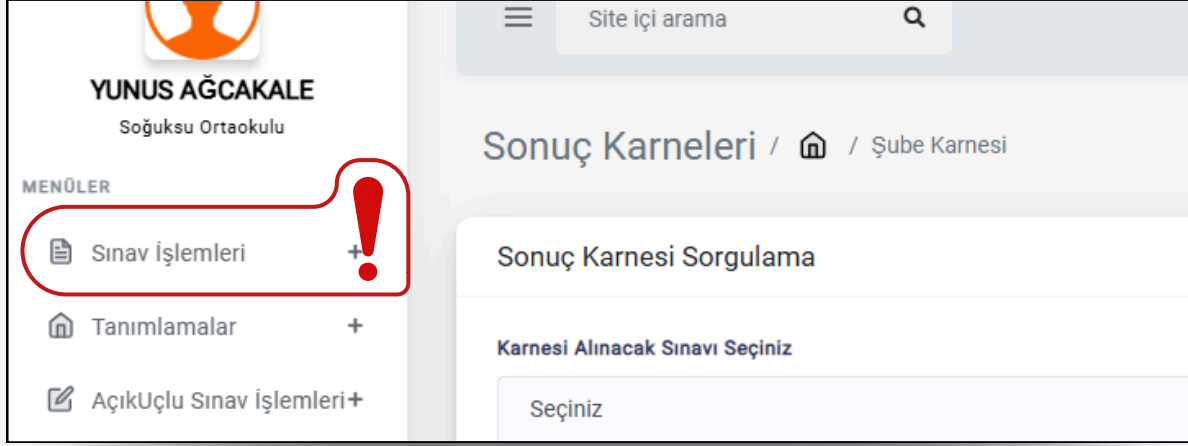 YUNUS AĞCAKALE
Soğuksu Ortaokulu
MENÜLER
Sınav İşlemleri +
!
Tanımlamalar +
AçıkUçlu Sınav İşlemleri+
Site içi arama
Sonuç Karneleri / / Şube Karnesi
Sonuç Karnesi Sorgulama
Karnesi Alınacak Sınavı Seçiniz
Seçiniz